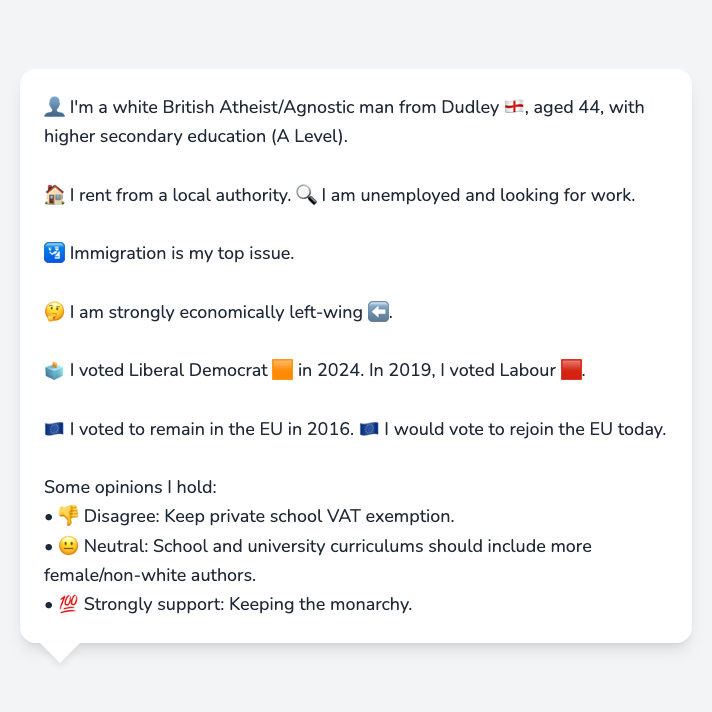 👤 I'm a white British Atheist/Agnostic man from Dudley 🏴󠁧󠁢󠁥󠁮󠁧󠁿, aged 44, with
higher secondary education (A Level).
🏠 I rent from a local authority. 🔍 I am unemployed and looking for work.
🛂 Immigration is my top issue.
🤔 I am strongly economically left-wing ⬅️.
🗳️ I voted Liberal Democrat 🟧 in 2024. In 2019, I voted Labour 🟥.
🇪🇺 I voted to remain in the EU in 2016. 🇪🇺 I would vote to rejoin the EU today.
Some opinions I hold:
• 👎 Disagree: Keep private school VAT exemption.
• 😐 Neutral: School and university curriculums should include more
female/non-white authors.
• 💯 Strongly support: Keeping the monarchy.